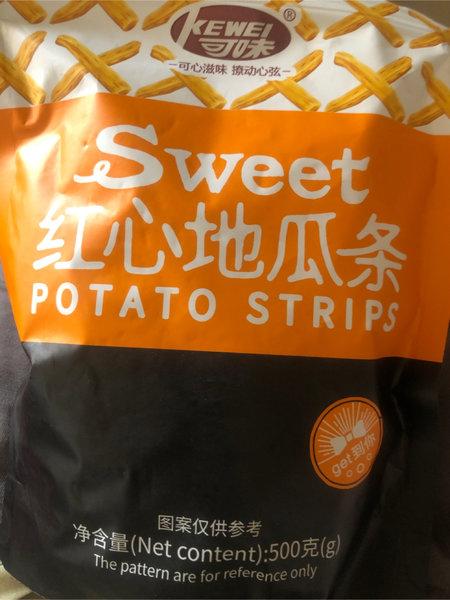 KEWEI®
可味
可心滋味 撩动心弦
Sweet
红心地瓜条
POTATO STRIPS
get到你
图案仅供参考
净含量(Net content):500克(g)
The pattern are for reference only